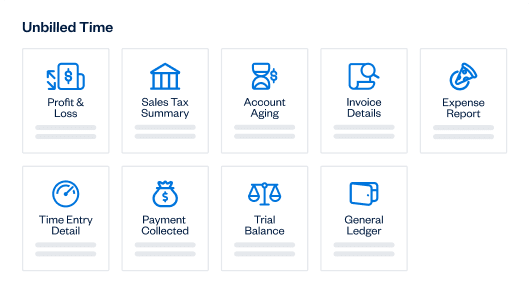 Unbilled Time
Profit &
Loss
Sales Tax
Summary
Account
Aging
Invoice
Details
Expense
Report
Time Entry
Detail
Payment
Collected
Trial
Balance
General
Ledger